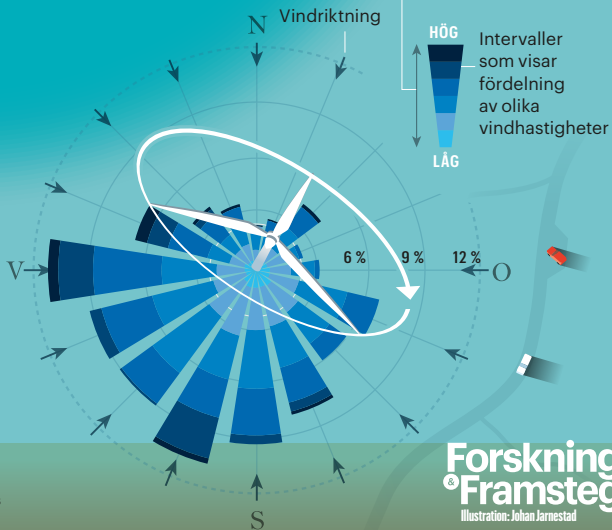 Vindriktning
N
HÖG
Intervaller
som visar
fördelning
av olika
vindhastigheter
LÅG
6 %
9 %
12 %
V
O
S
Forskning
&Framsteg
Illustration: Johan Jarnestad